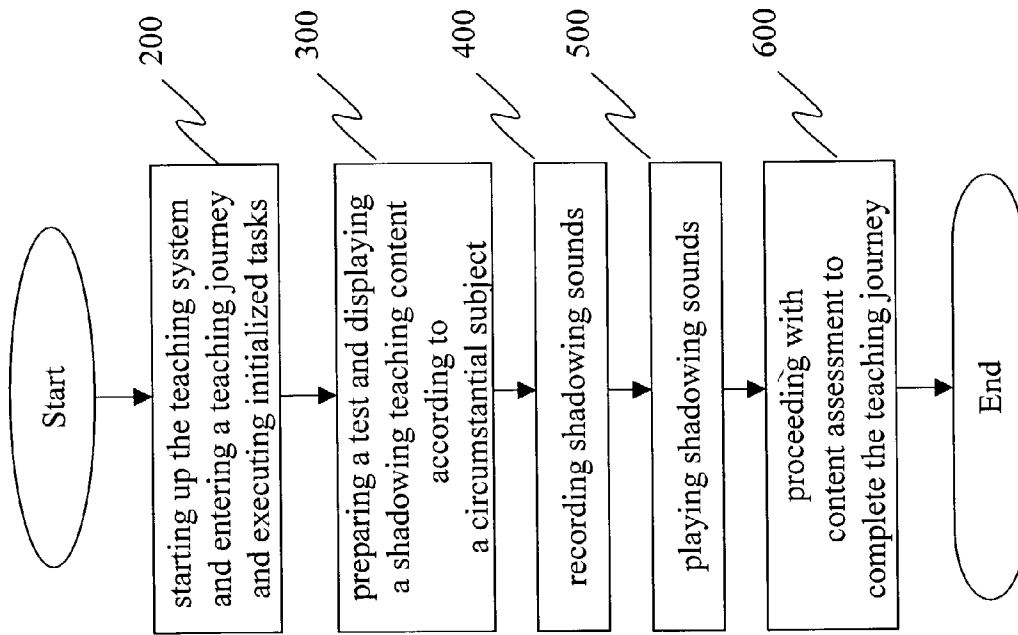 Start
starting up the teaching system
and entering a teaching journey
and executing initialized tasks
200
preparing a test and displaying
a shadowing teaching content
according to
a circumstantial subject
300
recording shadowing sounds
400
playing shadowing sounds
500
proceeding with
content assessment to
complete the teaching journey
600
End